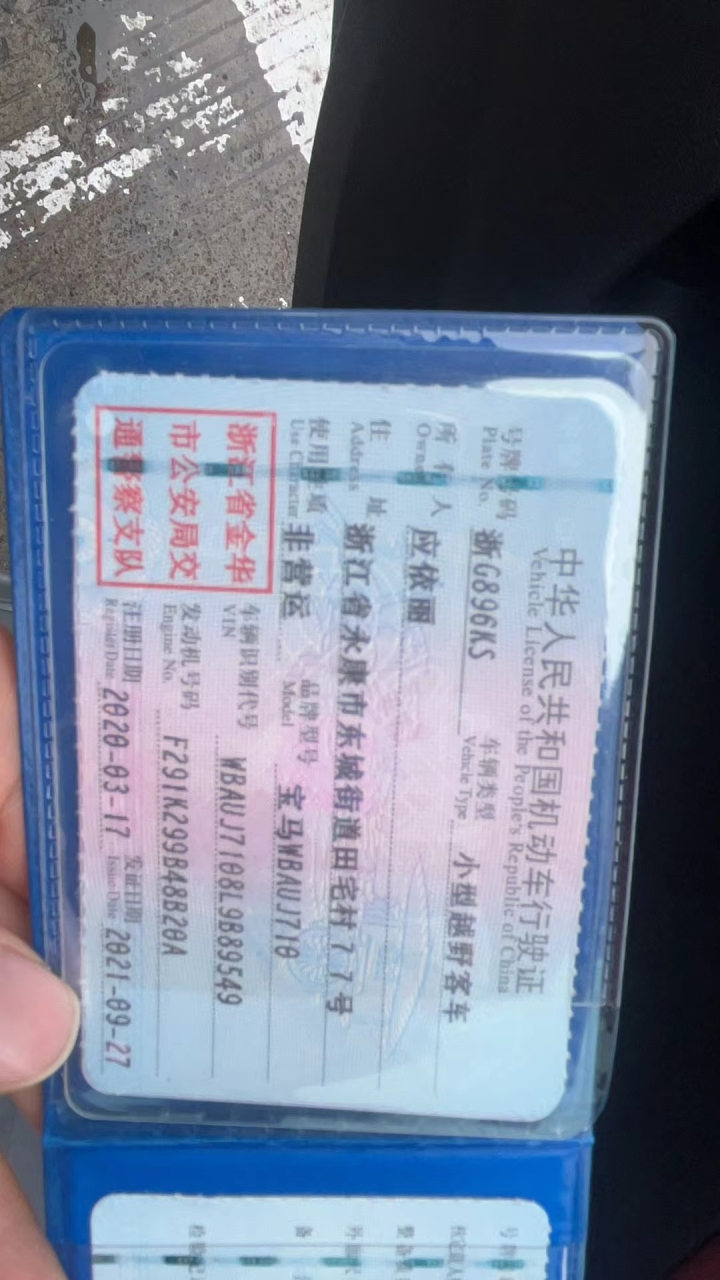 中华人民共和国机动车行驶证
Vehicle License of the People's Republic of China
号牌号码 浙G896KS 车辆类型 小型越野客车
Plate No. Vehicle Type
所有人 应依丽
Owner
住址 浙江省永康市东城街道田宅村77号
Address
使用性质 非营运 品牌型号 宝马WBAUJ710
Use Character Model
浙江省金华
市公安局交
通警察支队
车辆识别代号 WBAUJ7108L9B89549
VIN
发动机号码 F291K299B48B20A
Engine No.
注册日期 2020-03-17 发证日期 2021-09-27
Register Date Issue Date